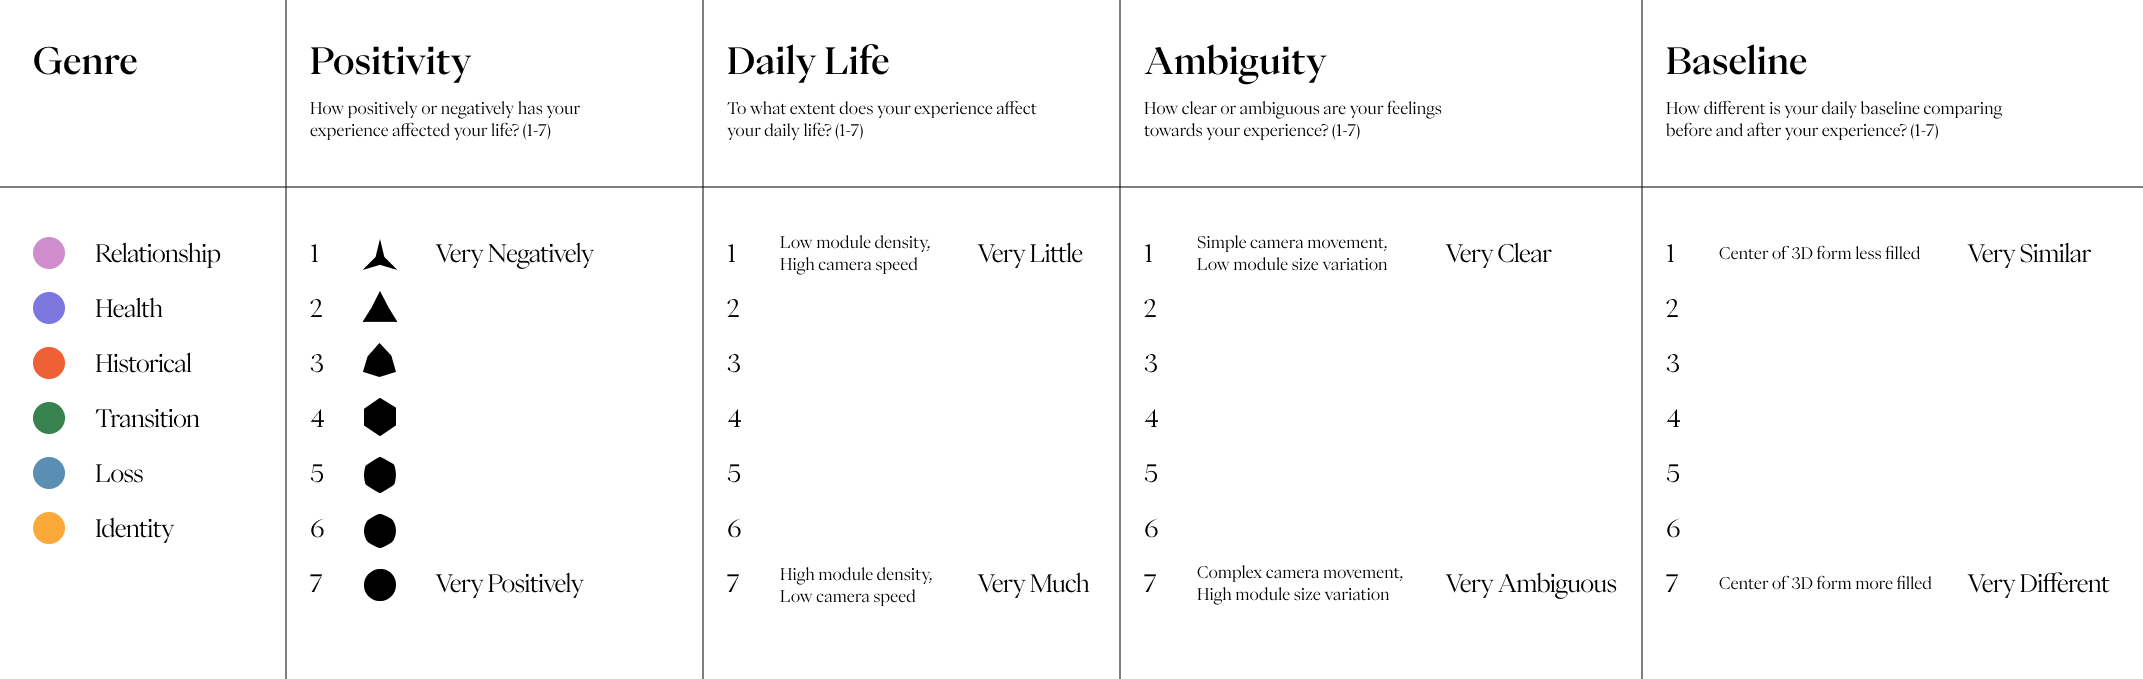 Genre
Positivity
How positively or negatively has your
experience affected your life? (1-7)
Daily Life
To what extent does your experience affect
your daily life? (1-7)
Ambiguity
How clear or ambiguous are your feelings
towards your experience? (1-7)
Baseline
How different is your daily baseline comparing
before and after your experience? (1-7)
Relationship
Health
Historical
Transition
Loss
Identity
1 Very Negatively
2
3
4
5
6
7 Very Positively
1 Low module density,
High camera speed
Very Little
2
3
4
5
6
7 High module density,
Low camera speed
Very Much
1 Simple camera movement,
Low module size variation
Very Clear
2
3
4
5
6
7 Complex camera movement,
High module size variation
Very Ambiguous
1 Center of 3D form less filled Very Similar
2
3
4
5
6
7 Center of 3D form more filled Very Different